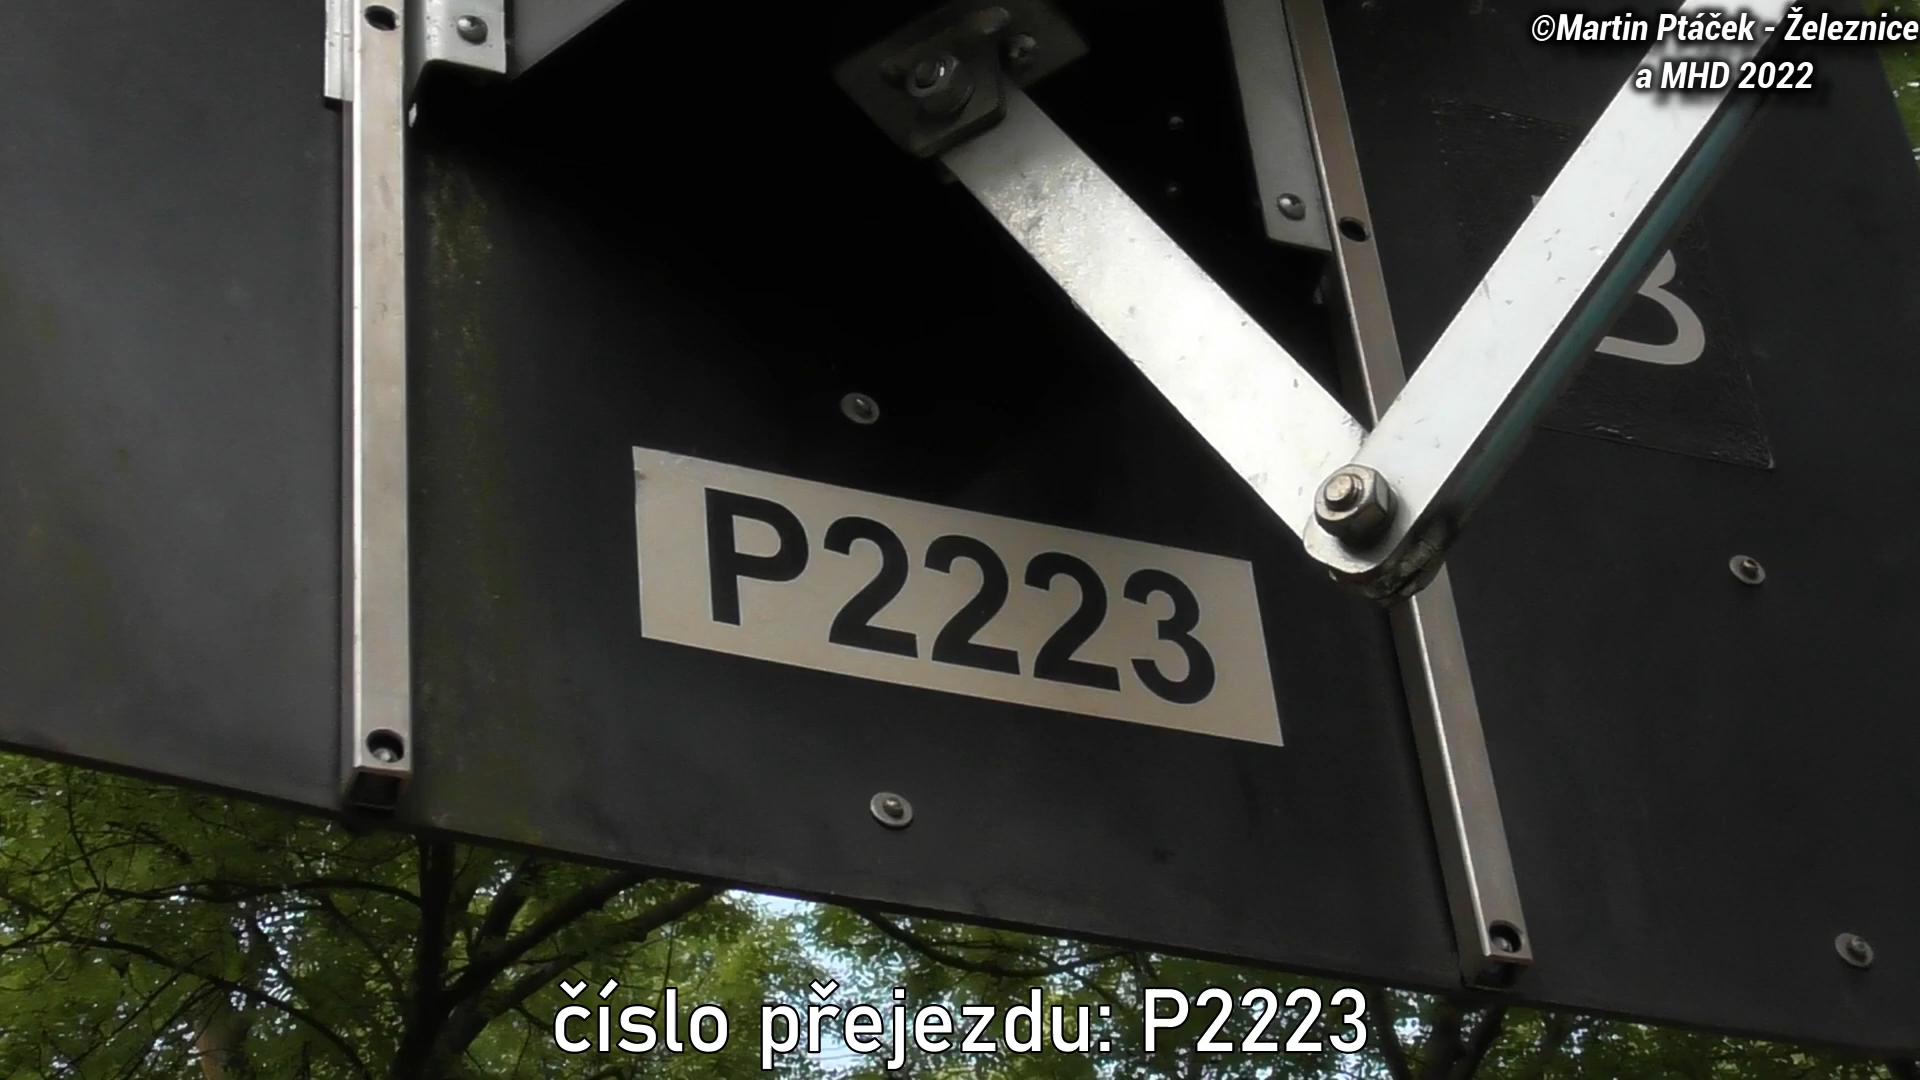 ©Martin Ptáček - Železnice
a MHD 2022
P2223
číslo přejezdu: P2223